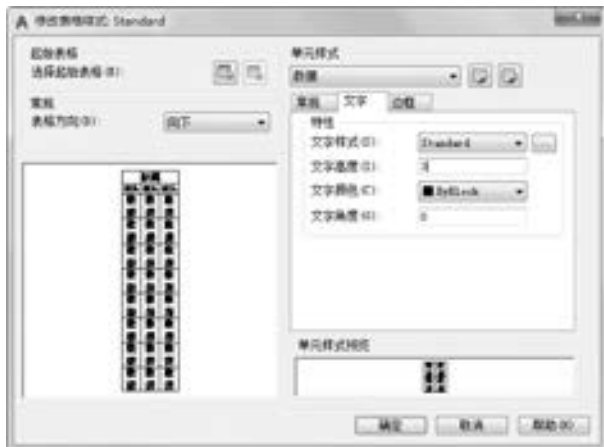 修改表格样式: Standard
起始表格
选择起始表格(E):
常规
表格方向(D):
向下
单元样式
数据
常规 文字 边框
特性
文字样式(S): Standard ...
文字高度(E): 3
文字颜色(C): ByBlock
文字角度(G): 0
单元样式预览
确定 取消 帮助(H)